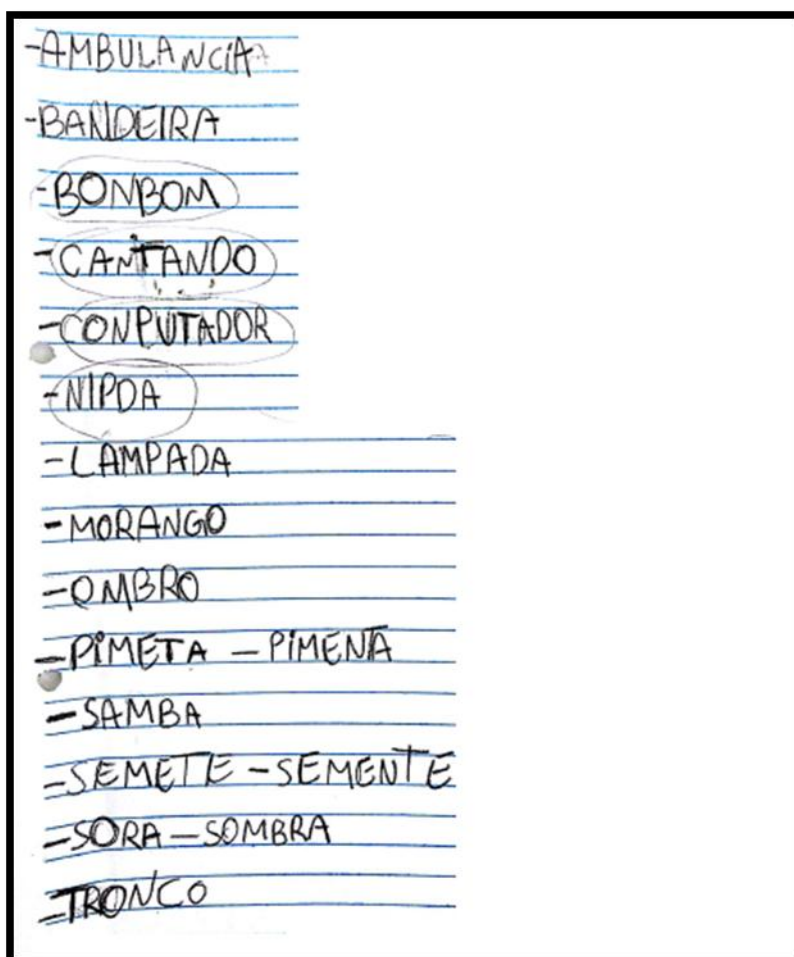 -AMBULANCIA
-BANDEIRA
-BONBOM
-CANTANDO
-CONPUTADOR
-NIPDA
-LAMPADA
-MORANGO
-OMBRO
-PIMETA - PIMENTA
-SAMBA
-SEMETE - SEMENTE
-SORA - SOMBRA
-TRONCO